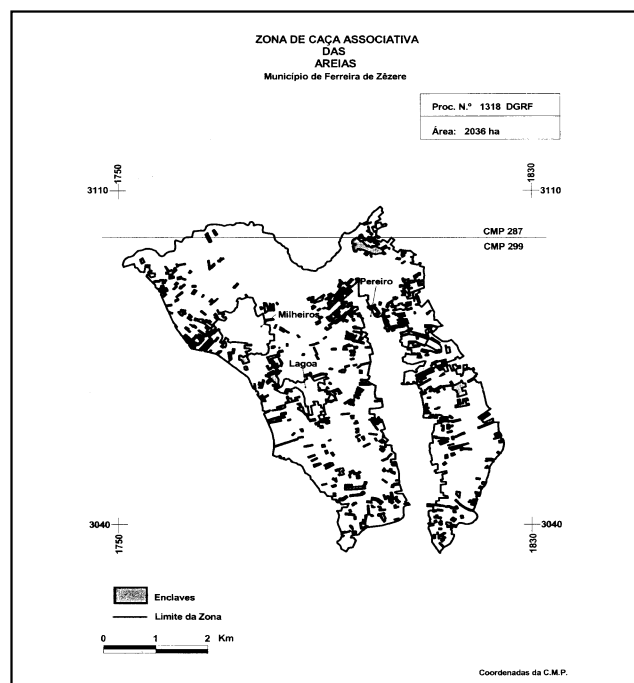 ZONA DE CAÇA ASSOCIATIVA
DAS
AREIAS
Município de Ferreira de Zêzere
Proc. N.º 1318 DGRF
Área: 2036 ha
1750
1830
3110
3110
CMP 287
CMP 299
Pereiro
Milheiros
Lagoa
3040
3040
1750
1830
Enclaves
Limite da Zona
0 1 2 Km
Coordenadas da C.M.P.